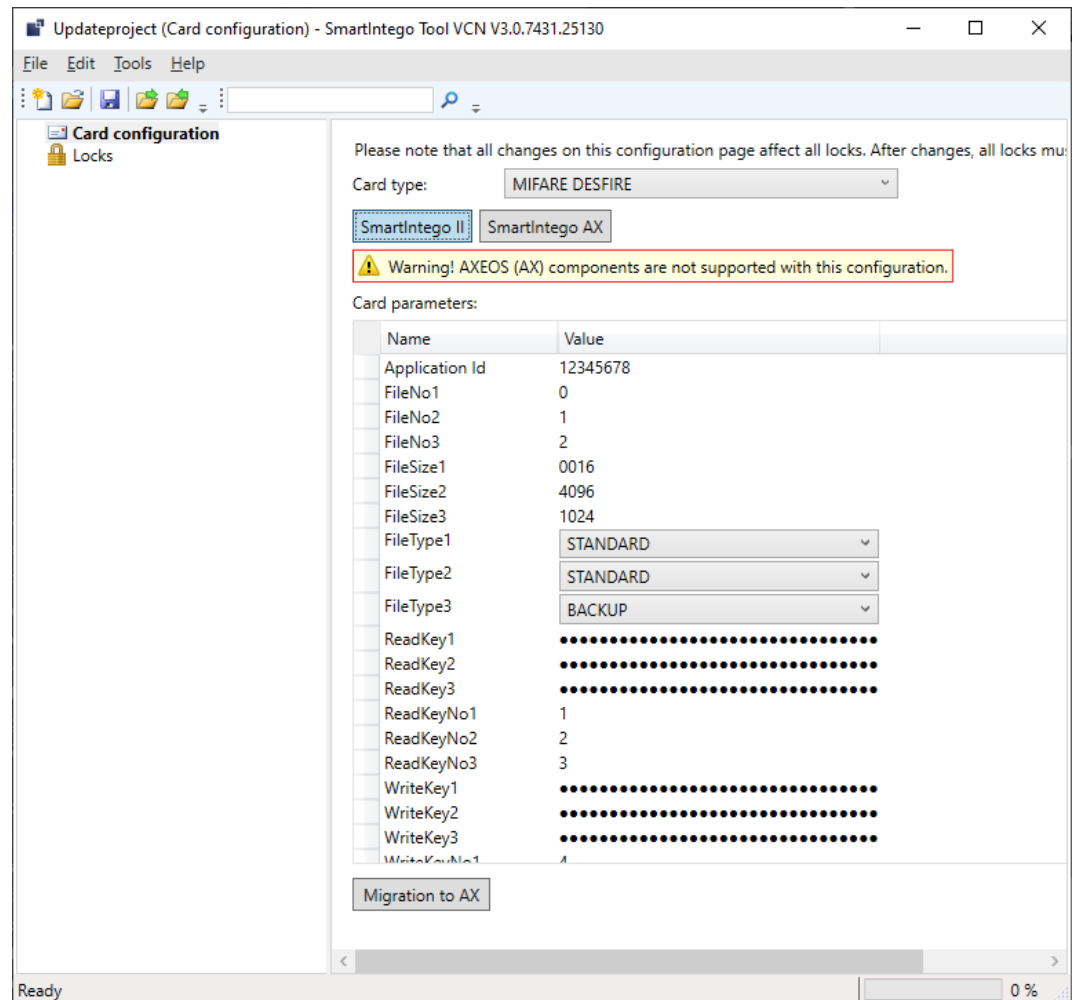 Updateproject (Card configuration) - SmartIntego Tool VCN V3.0.7431.25130
File Edit Tools Help
Card configuration
Locks
Please note that all changes on this configuration page affect all locks. After changes, all locks mu
Card type: MIFARE DESFIRE
SmartIntego II SmartIntego AX
Warning! AXEOS (AX) components are not supported with this configuration.
Card parameters:
Name Value
Application Id 12345678
FileNo1 0
FileNo2 1
FileNo3 2
FileSize1 0016
FileSize2 4096
FileSize3 1024
FileType1 STANDARD
FileType2 STANDARD
FileType3 BACKUP
ReadKey1 ●●●●●●●●●●●●●●●●●●●●●●●●●●●●●●●●
ReadKey2 ●●●●●●●●●●●●●●●●●●●●●●●●●●●●●●●●
ReadKey3 ●●●●●●●●●●●●●●●●●●●●●●●●●●●●●●●●
ReadKeyNo1 1
ReadKeyNo2 2
ReadKeyNo3 3
WriteKey1 ●●●●●●●●●●●●●●●●●●●●●●●●●●●●●●●●
WriteKey2 ●●●●●●●●●●●●●●●●●●●●●●●●●●●●●●●●
WriteKey3 ●●●●●●●●●●●●●●●●●●●●●●●●●●●●●●●●
WriteKeyNo1 4
Migration to AX
Ready 0 %